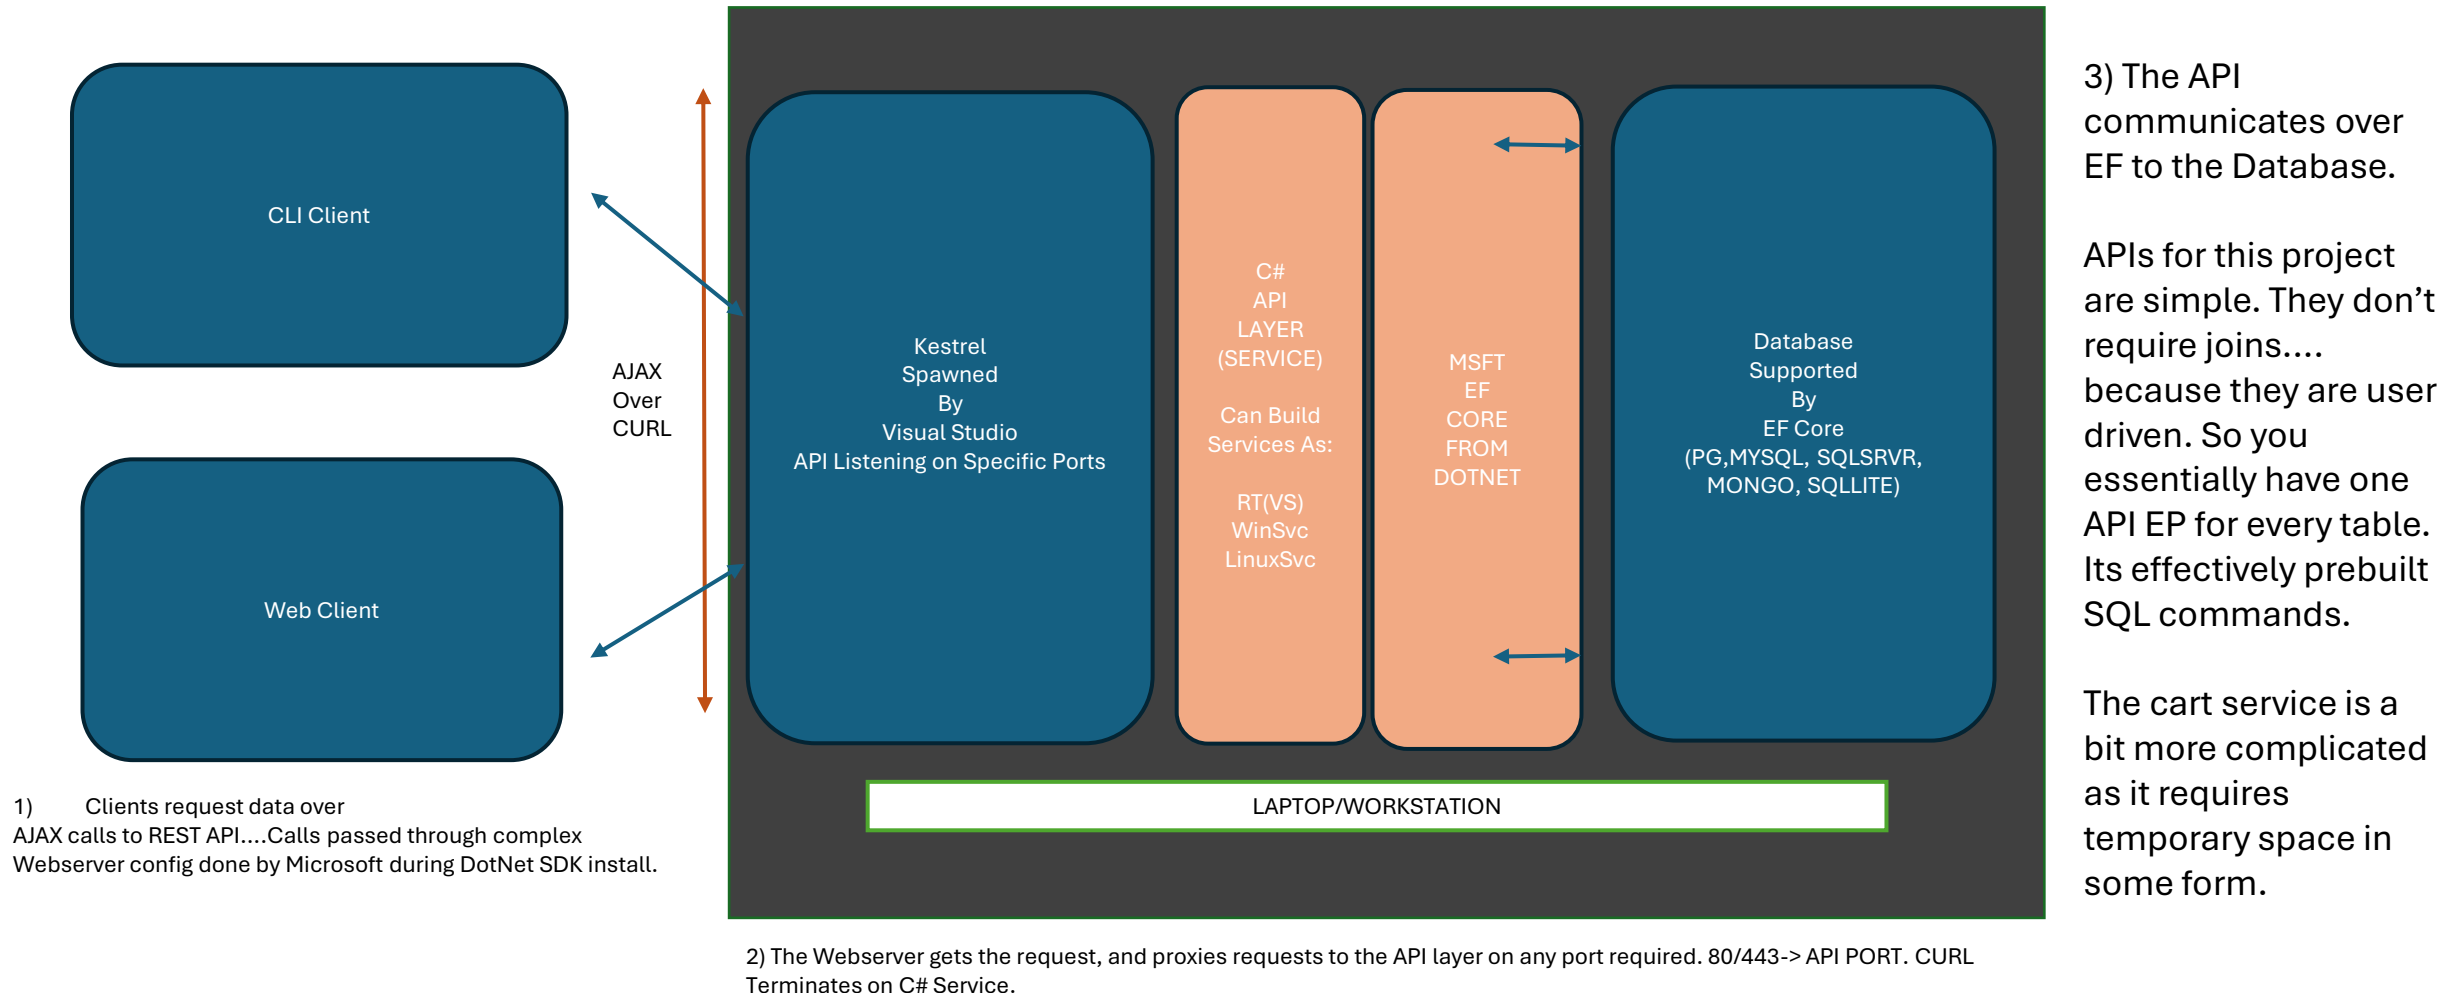 CLI Client
Web Client
AJAX
Over
CURL
1) Clients request data over
AJAX calls to REST API....Calls passed through complex
Webserver config done by Microsoft during DotNet SDK install.
Kestrel
Spawned
By
Visual Studio
API Listening on Specific Ports
C#
API
LAYER
(SERVICE)
Can Build
Services As:
RT(VS)
WinSvc
LinuxSvc
MSFT
EF
CORE
FROM
DOTNET
Database
Supported
By
EF Core
(PG,MYSQL, SQLSRVR,
MONGO, SQLLITE)
LAPTOP/WORKSTATION
2) The Webserver gets the request, and proxies requests to the API layer on any port required. 80/443-> API PORT. CURL
Terminates on C# Service.
3) The API
communicates over
EF to the Database.
APIs for this project
are simple. They don’t
require joins....
because they are user
driven. So you
essentially have one
API EP for every table.
Its effectively prebuilt
SQL commands.
The cart service is a
bit more complicated
as it requires
temporary space in
some form.